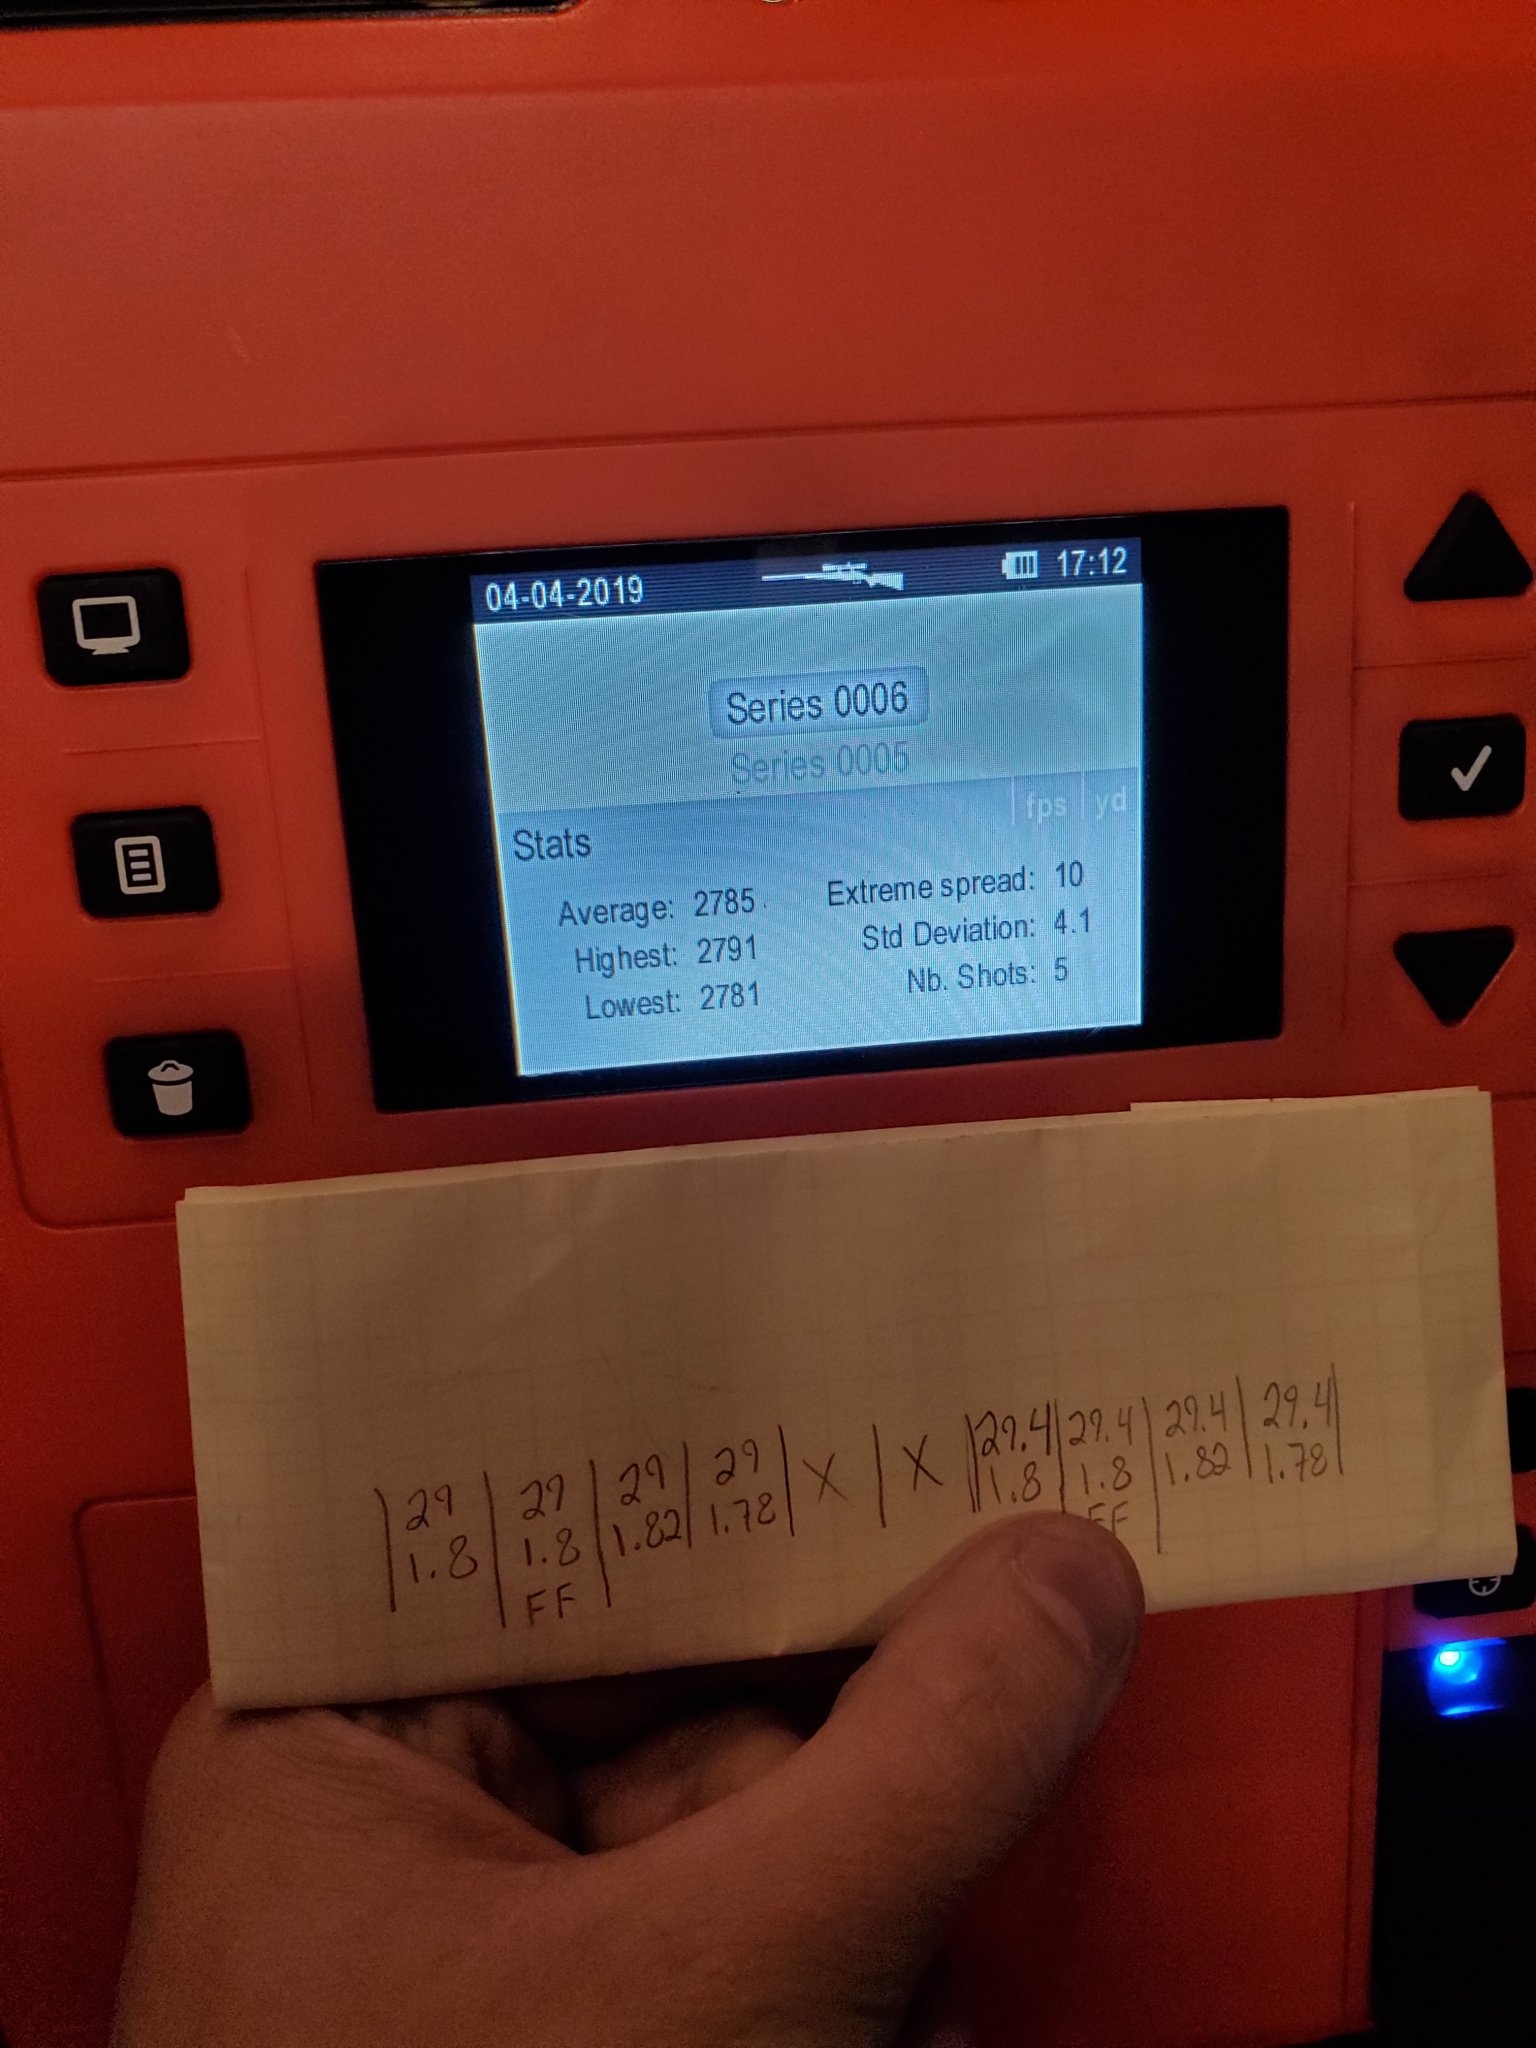 04-04-2019 17:12
Series 0006
Series 0005
fps yd
Stats
Average: 2785 Extreme spread: 10
Highest: 2791 Std Deviation: 4.1
Lowest: 2781 Nb. Shots: 5
29 29 29 29 X X 29.4 29.4 29.4 29.4
1.8 1.8 1.82 1.78 1.8 1.8 1.82 1.78
FF FF